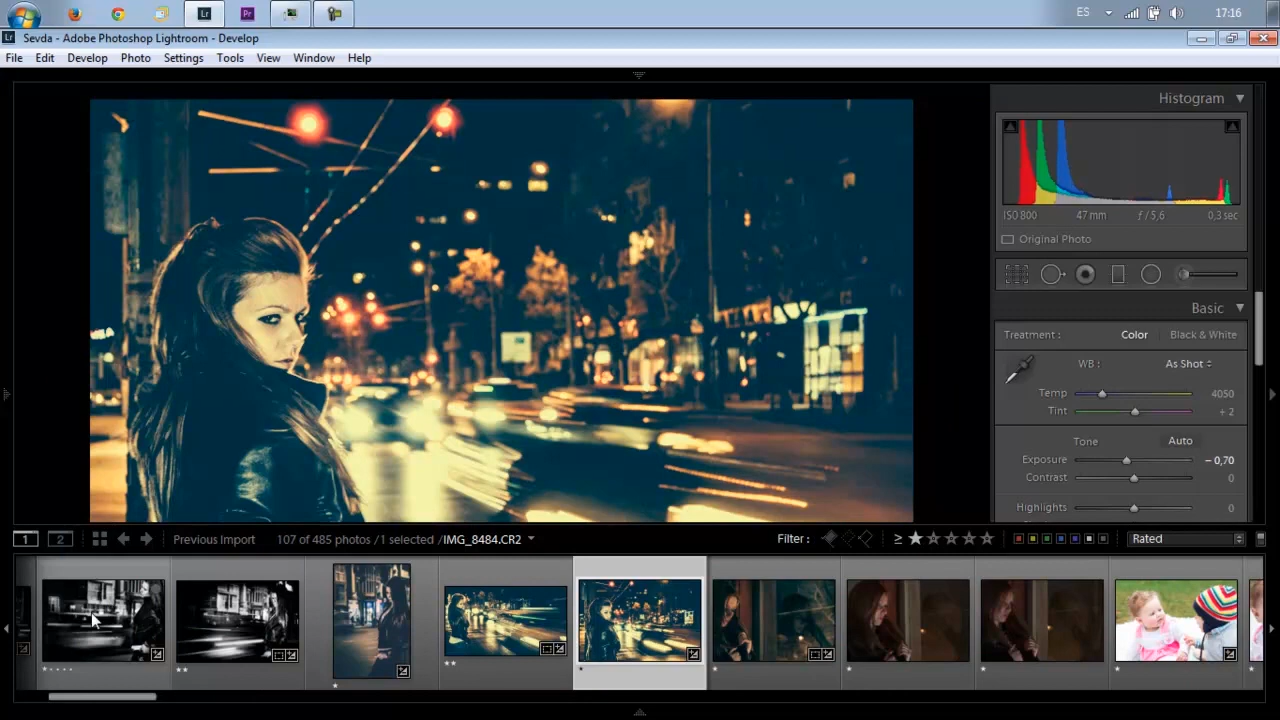 Lr
Pr
ES
17:16
Lr Sevda - Adobe Photoshop Lightroom - Develop
File Edit Develop Photo Settings Tools View Window Help
Histogram
ISO 800 47 mm ƒ / 5,6 0,3 sec
Original Photo
Basic
Treatment : Color Black & White
WB : As Shot
Temp 4050
Tint + 2
Tone Auto
Exposure − 0,70
Contrast 0
Highlights 0
1 2 Previous Import 107 of 485 photos / 1 selected / IMG_8484.CR2 Filter : ≥ Rated